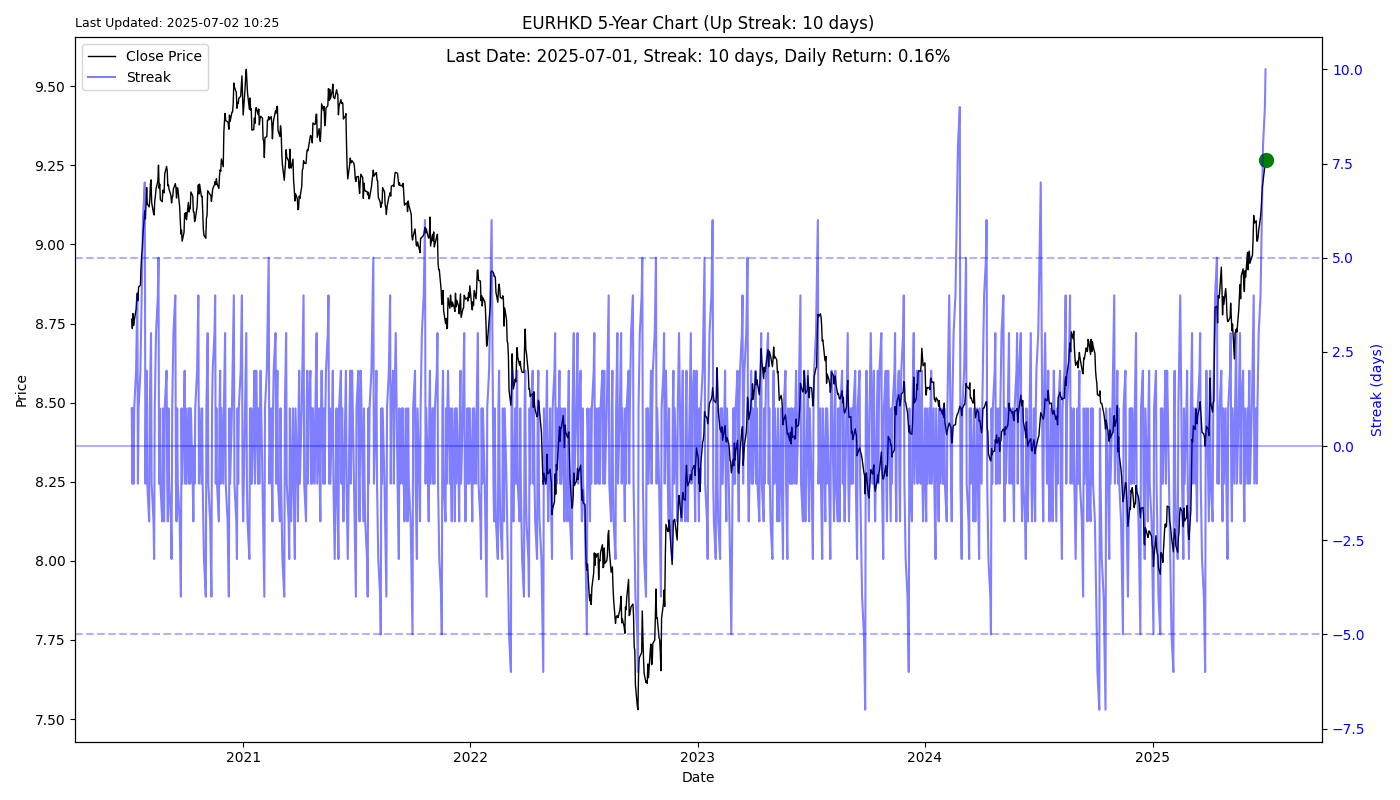 Last Updated: 2025-07-02 10:25
EURHKD 5-Year Chart (Up Streak: 10 days)
Last Date: 2025-07-01, Streak: 10 days, Daily Return: 0.16%
Close Price
Streak
9.50
9.25
9.00
8.75
8.50
8.25
8.00
7.75
7.50
Price
10.0
7.5
5.0
2.5
0.0
−2.5
−5.0
−7.5
Streak (days)
2021
2022
2023
2024
2025
Date